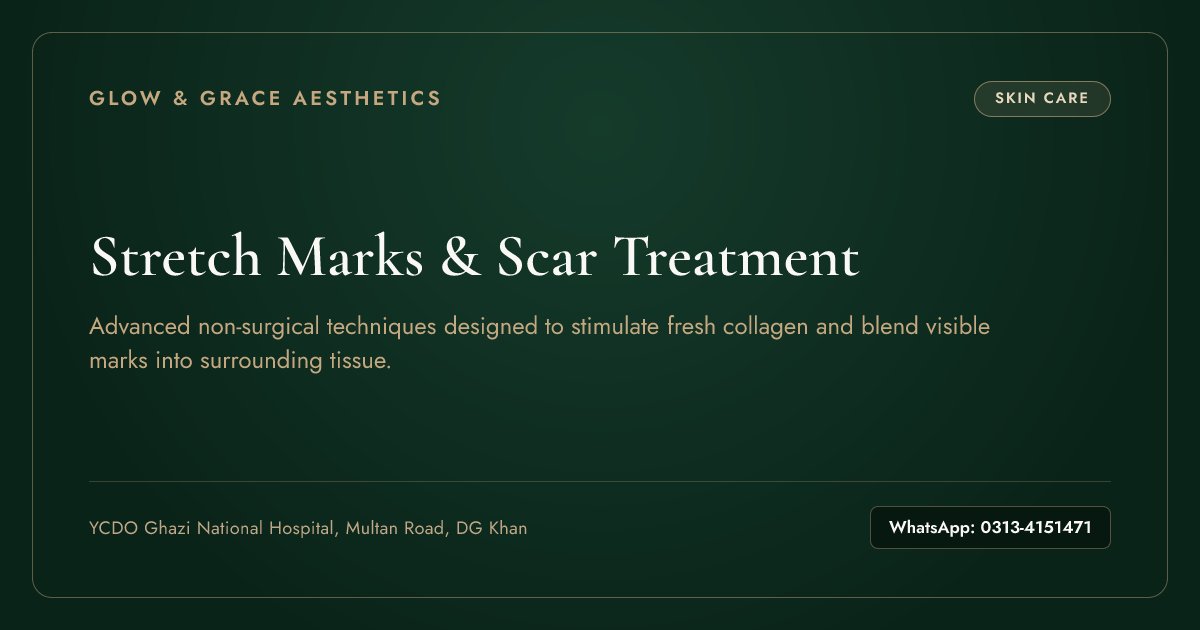 GLOW & GRACE AESTHETICS
SKIN CARE
Stretch Marks & Scar Treatment
Advanced non-surgical techniques designed to stimulate fresh collagen and blend visible
marks into surrounding tissue.
YCDO Ghazi National Hospital, Multan Road, DG Khan
WhatsApp: 0313-4151471